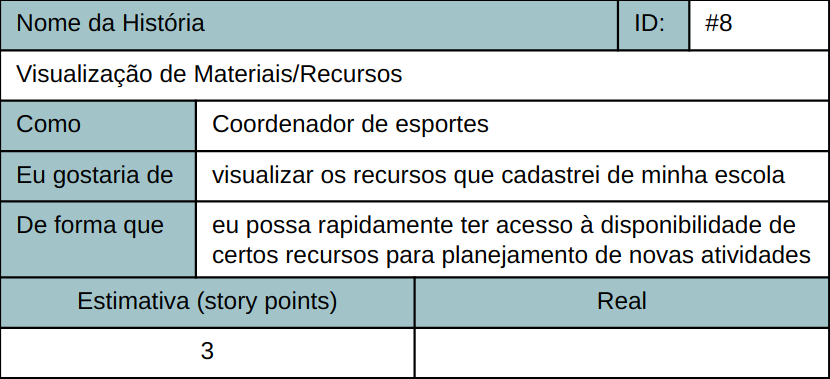 Nome da História ID: #8
Visualização de Materiais/Recursos
Como Coordenador de esportes
Eu gostaria de visualizar os recursos que cadastrei de minha escola
De forma que eu possa rapidamente ter acesso à disponibilidade de
certos recursos para planejamento de novas atividades
Estimativa (story points) Real
3